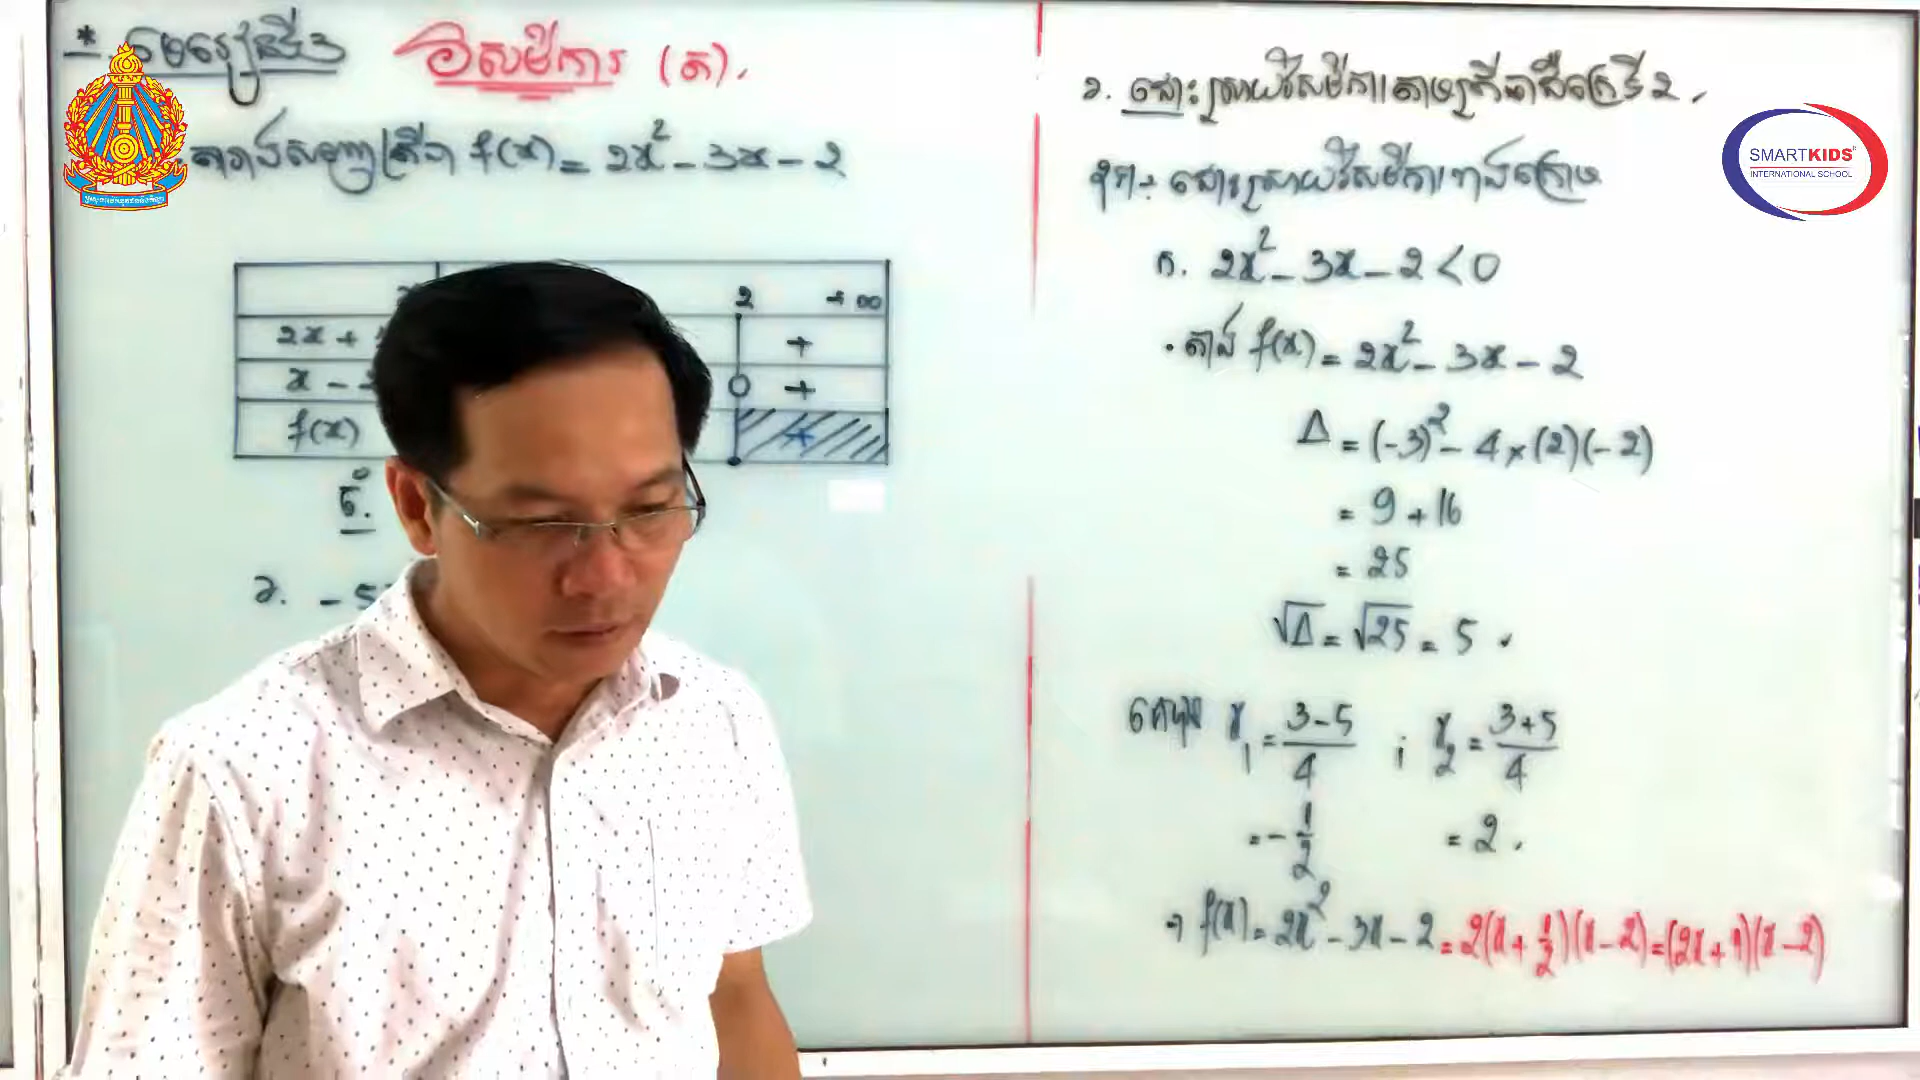 * មេរៀនទី៣ វិសមីការ (ត).
តារាងសញ្ញាត្រីធា f(x) = 2x² - 3x - 2
2 +∞
2x +
+
x -
0 +
f(x)
+
ច.
២. - 5
២. ដោះស្រាយវិសមីការតាមត្រីធាដឺក្រេទី 2.
ឧទា: ដោះស្រាយវិសមីការខាងក្រោម
ក. 2x² - 3x - 2 < 0
· តាង f(x) = 2x² - 3x - 2
Δ = (-3)² - 4 × (2)(-2)
= 9 + 16
= 25
√Δ = √25 = 5
គេបាន x₁ = (3-5)/4 ; x₂ = (3+5)/4
= - 1/2 = 2.
⇒ f(x) = 2x² - 3x - 2 = 2(x + 1/2)(x - 2) = (2x + 1)(x - 2)
SMARTKIDS
INTERNATIONAL SCHOOL